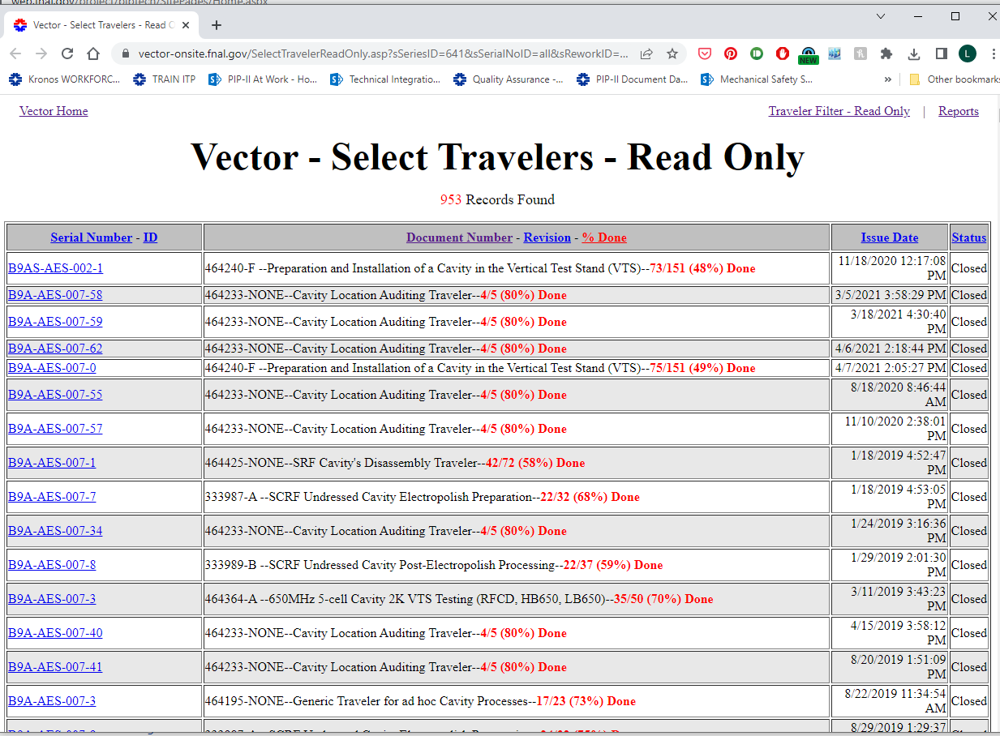 web.fnal.gov/project/pip2tech/SitePages/Home.aspx
Vector - Select Travelers - Read O
vector-onsite.fnal.gov/SelectTravelerReadOnly.asp?sSeriesID=641&sSerialNoID=all&sReworkID=...
NEW
L
Kronos WORKFORC... TRAIN ITP PIP-II At Work - Ho... Technical Integratio... Quality Assurance -... PIP-II Document Da... Mechanical Safety S... » Other bookmarks
Vector Home Traveler Filter - Read Only | Reports
Vector - Select Travelers - Read Only
953 Records Found
Serial Number - ID Document Number - Revision - % Done Issue Date Status
B9AS-AES-002-1 464240-F --Preparation and Installation of a Cavity in the Vertical Test Stand (VTS)--73/151 (48%) Done 11/18/2020 12:17:08 PM Closed
B9A-AES-007-58 464233-NONE--Cavity Location Auditing Traveler--4/5 (80%) Done 3/5/2021 3:58:29 PM Closed
B9A-AES-007-59 464233-NONE--Cavity Location Auditing Traveler--4/5 (80%) Done 3/18/2021 4:30:40 PM Closed
B9A-AES-007-62 464233-NONE--Cavity Location Auditing Traveler--4/5 (80%) Done 4/6/2021 2:18:44 PM Closed
B9A-AES-007-0 464240-F --Preparation and Installation of a Cavity in the Vertical Test Stand (VTS)--75/151 (49%) Done 4/7/2021 2:05:27 PM Closed
B9A-AES-007-55 464233-NONE--Cavity Location Auditing Traveler--4/5 (80%) Done 8/18/2020 8:46:44 AM Closed
B9A-AES-007-57 464233-NONE--Cavity Location Auditing Traveler--4/5 (80%) Done 11/10/2020 2:38:01 PM Closed
B9A-AES-007-1 464425-NONE--SRF Cavity's Disassembly Traveler--42/72 (58%) Done 1/18/2019 4:52:47 PM Closed
B9A-AES-007-7 333987-A --SCRF Undressed Cavity Electropolish Preparation--22/32 (68%) Done 1/18/2019 4:53:05 PM Closed
B9A-AES-007-34 464233-NONE--Cavity Location Auditing Traveler--4/5 (80%) Done 1/24/2019 3:16:36 PM Closed
B9A-AES-007-8 333989-B --SCRF Undressed Cavity Post-Electropolish Processing--22/37 (59%) Done 1/29/2019 2:01:30 PM Closed
B9A-AES-007-3 464364-A --650MHz 5-cell Cavity 2K VTS Testing (RFCD, HB650, LB650)--35/50 (70%) Done 3/11/2019 3:43:23 PM Closed
B9A-AES-007-40 464233-NONE--Cavity Location Auditing Traveler--4/5 (80%) Done 4/15/2019 3:58:12 PM Closed
B9A-AES-007-41 464233-NONE--Cavity Location Auditing Traveler--4/5 (80%) Done 8/20/2019 1:51:09 PM Closed
B9A-AES-007-3 464195-NONE--Generic Traveler for ad hoc Cavity Processes--17/23 (73%) Done 8/22/2019 11:34:54 AM Closed
8/29/2019 1:29:37